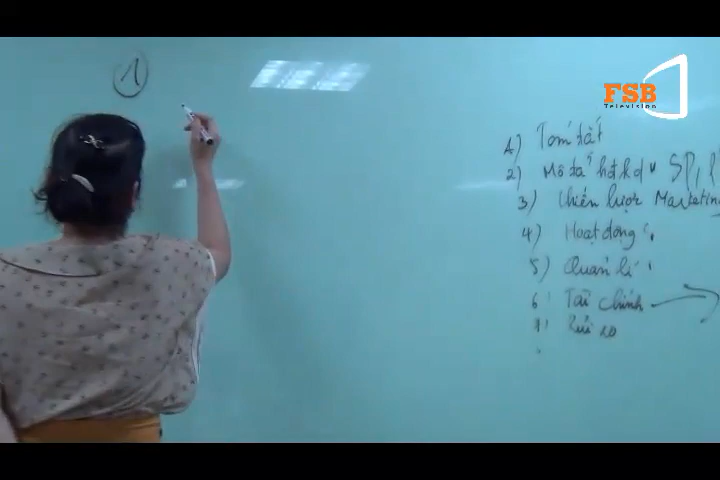 1
FSB
Television
1) Tóm tắt
2) Mô tả hđkd SP,
3) Chiến lược Marketing
4) Hoạt động
5) Quản lí
6 Tài chính
Rủi ro